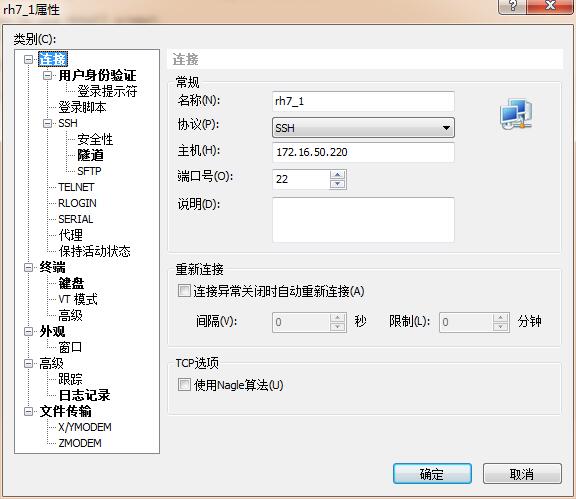 rh7_1属性
类别(C):
连接
用户身份验证
登录提示符
登录脚本
SSH
安全性
隧道
SFTP
TELNET
RLOGIN
SERIAL
代理
保持活动状态
终端
键盘
VT 模式
高级
外观
窗口
高级
跟踪
日志记录
文件传输
X/YMODEM
ZMODEM
连接
常规
名称(N): rh7_1
协议(P): SSH
主机(H): 172.16.50.220
端口号(O): 22
说明(D):
重新连接
连接异常关闭时自动重新连接(A)
间隔(V): 0 秒 限制(L): 0 分钟
TCP选项
使用Nagle算法(U)
确定 取消